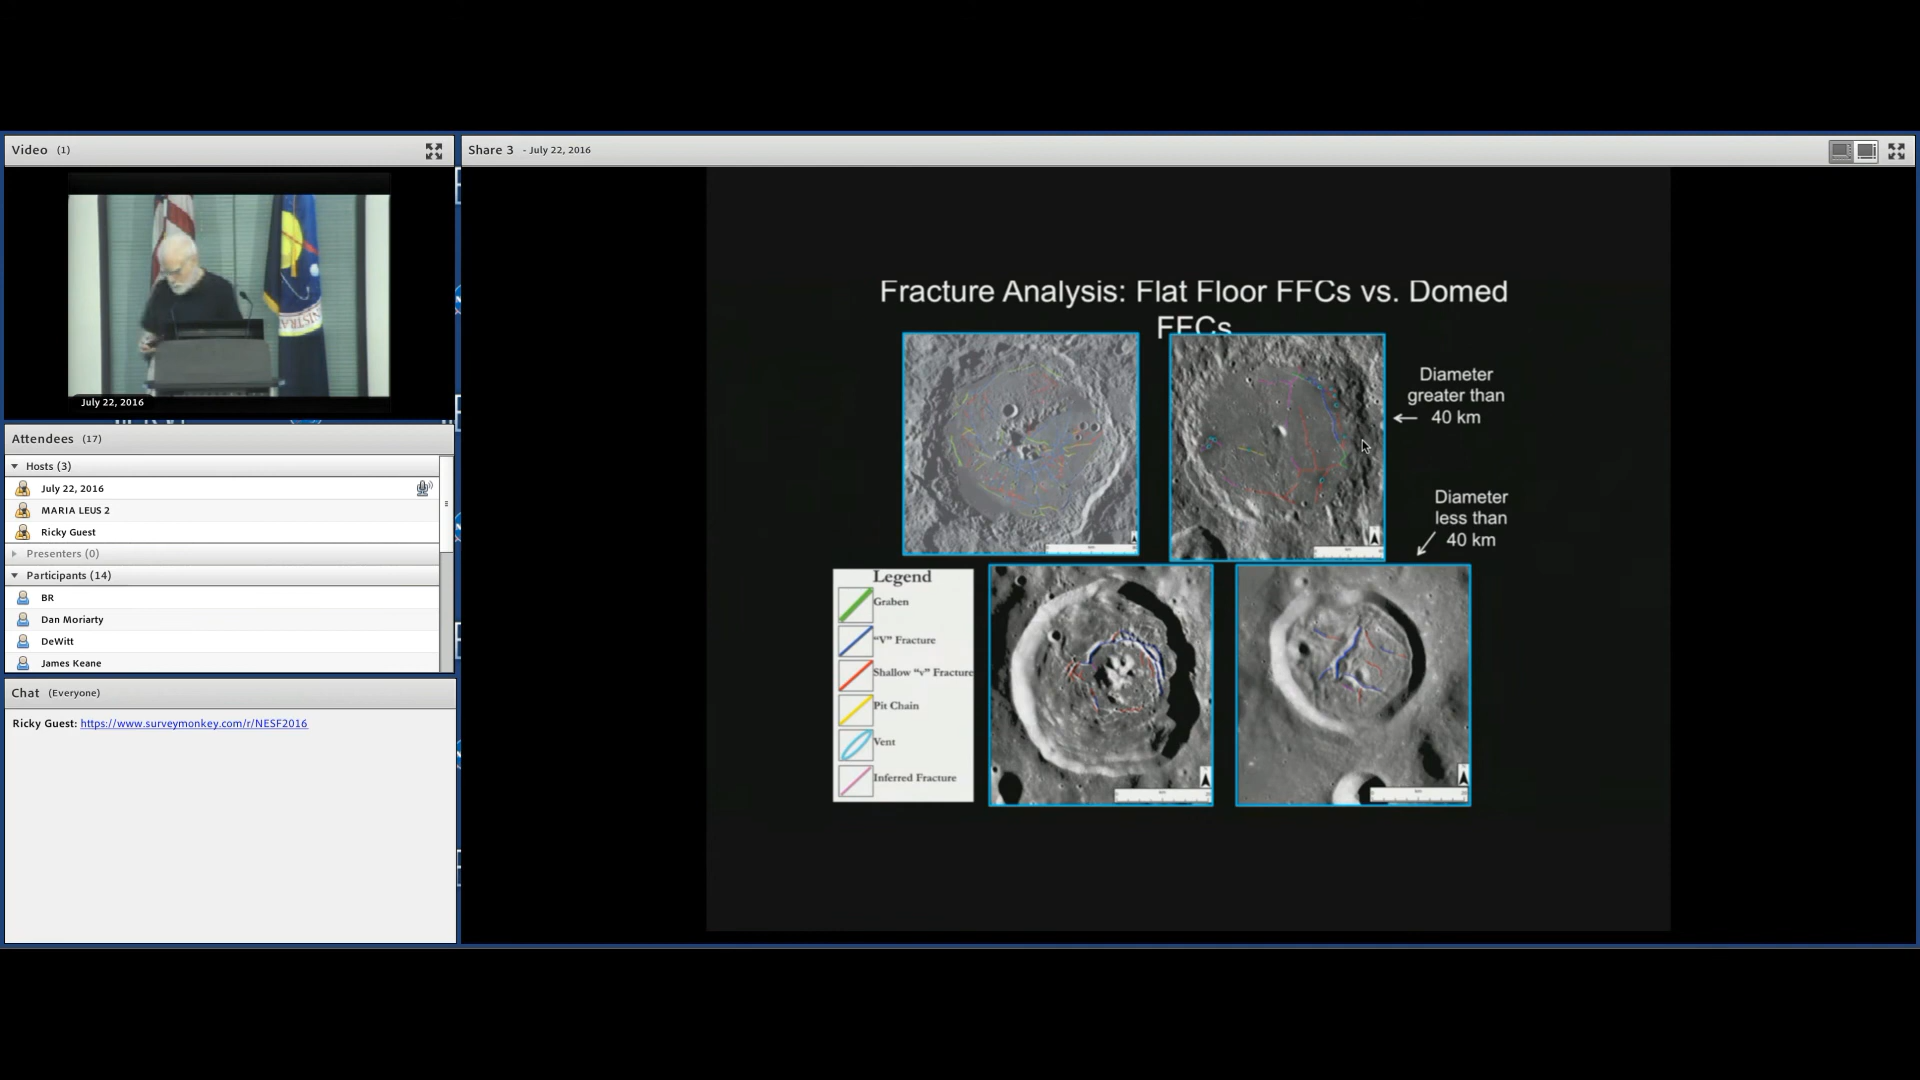 Video (1)
July 22, 2016
Attendees (17)
Hosts (3)
July 22, 2016
MARIA LEUS 2
Ricky Guest
Presenters (0)
Participants (14)
BR
Dan Moriarty
DeWitt
James Keane
Chat (Everyone)
Ricky Guest: https://www.surveymonkey.com/r/NESF2016
Share 3 - July 22, 2016
Fracture Analysis: Flat Floor FFCs vs. Domed
FFCs
Diameter
greater than
40 km
Diameter
less than
40 km
Legend
Graben
“V” Fracture
Shallow “v” Fracture
Pit Chain
Vent
Inferred Fracture